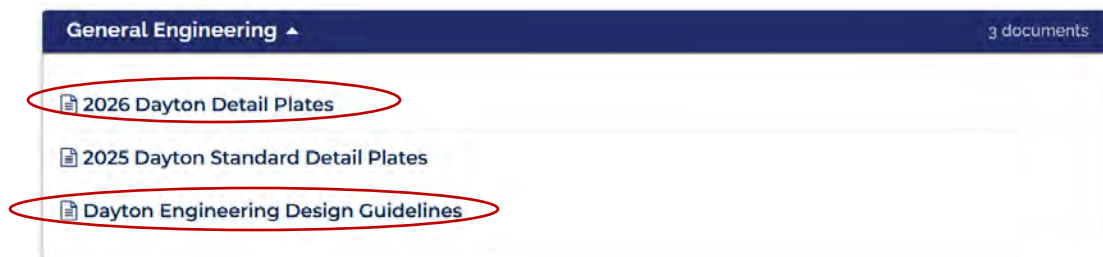 General Engineering
3 documents
2026 Dayton Detail Plates
2025 Dayton Standard Detail Plates
Dayton Engineering Design Guidelines